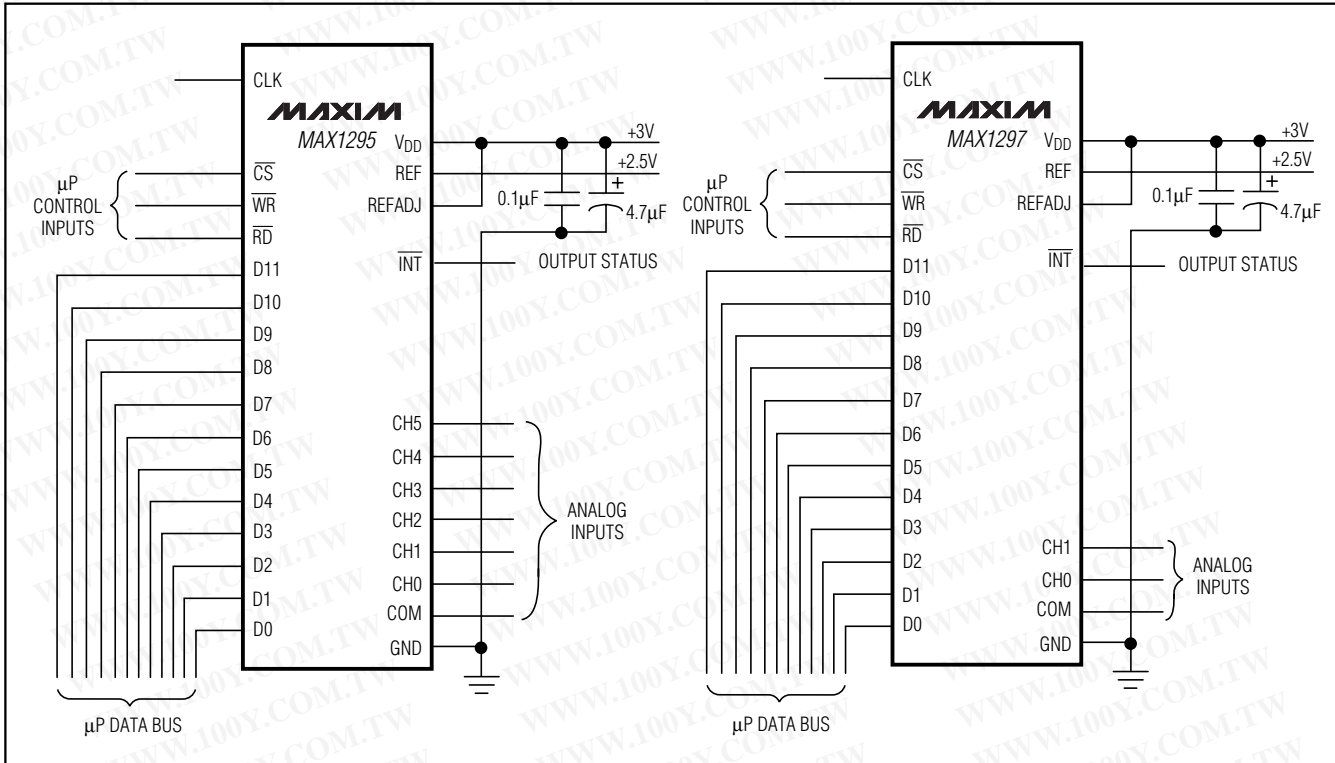 CLK
MAXIM
MAX1295
VDD
+3V
REF
+2.5V
REFADJ
0.1µF
+
4.7µF
µP
CONTROL
INPUTS
CS
WR
RD
INT
OUTPUT STATUS
D11
D10
D9
D8
D7
D6
D5
D4
D3
D2
D1
D0
CH5
CH4
CH3
CH2
CH1
CH0
COM
GND
ANALOG
INPUTS
µP DATA BUS
CLK
MAXIM
MAX1297
VDD
+3V
REF
+2.5V
REFADJ
0.1µF
+
4.7µF
µP
CONTROL
INPUTS
CS
WR
RD
INT
OUTPUT STATUS
D11
D10
D9
D8
D7
D6
D5
D4
D3
D2
D1
D0
CH1
CH0
COM
GND
ANALOG
INPUTS
µP DATA BUS
WWW.100Y.COM.TW